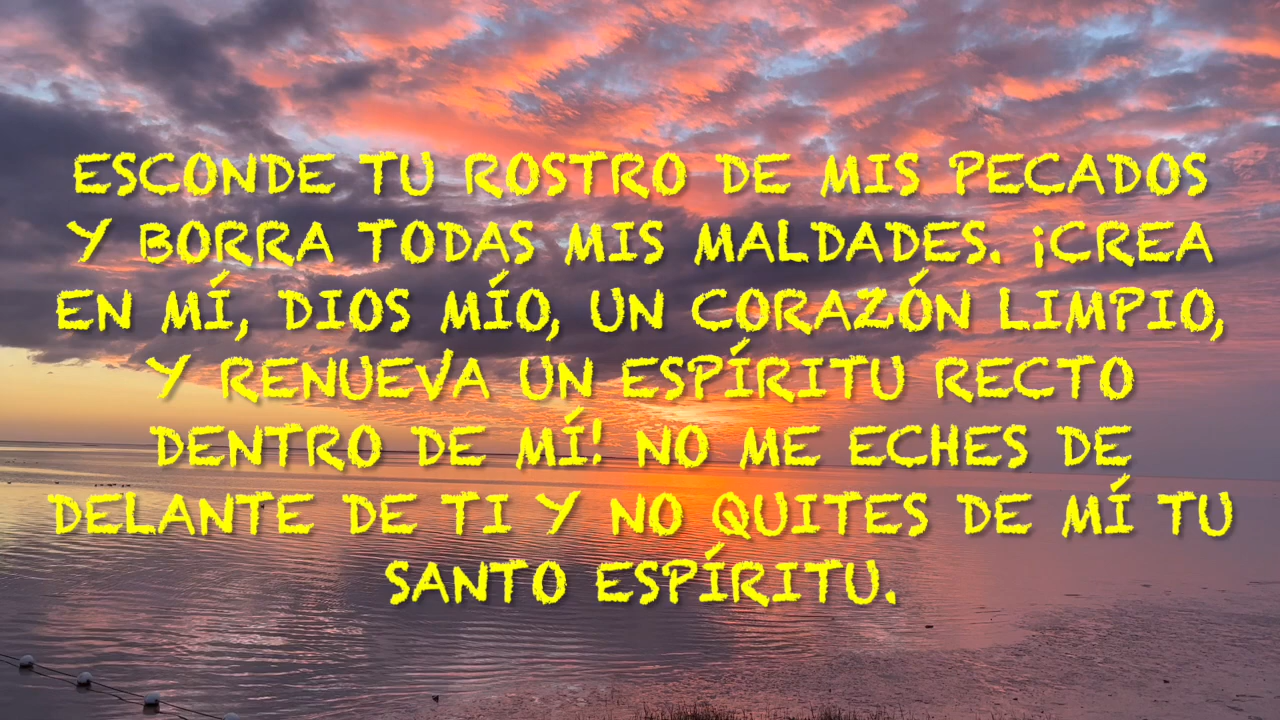 ESCONDE TU ROSTRO DE MIS PECADOS
Y BORRA TODAS MIS MALDADES. ¡CREA
EN MÍ, DIOS MÍO, UN CORAZÓN LIMPIO,
Y RENUEVA UN ESPÍRITU RECTO
DENTRO DE MÍ! NO ME ECHES DE
DELANTE DE TI Y NO QUITES DE MÍ TU
SANTO ESPÍRITU.